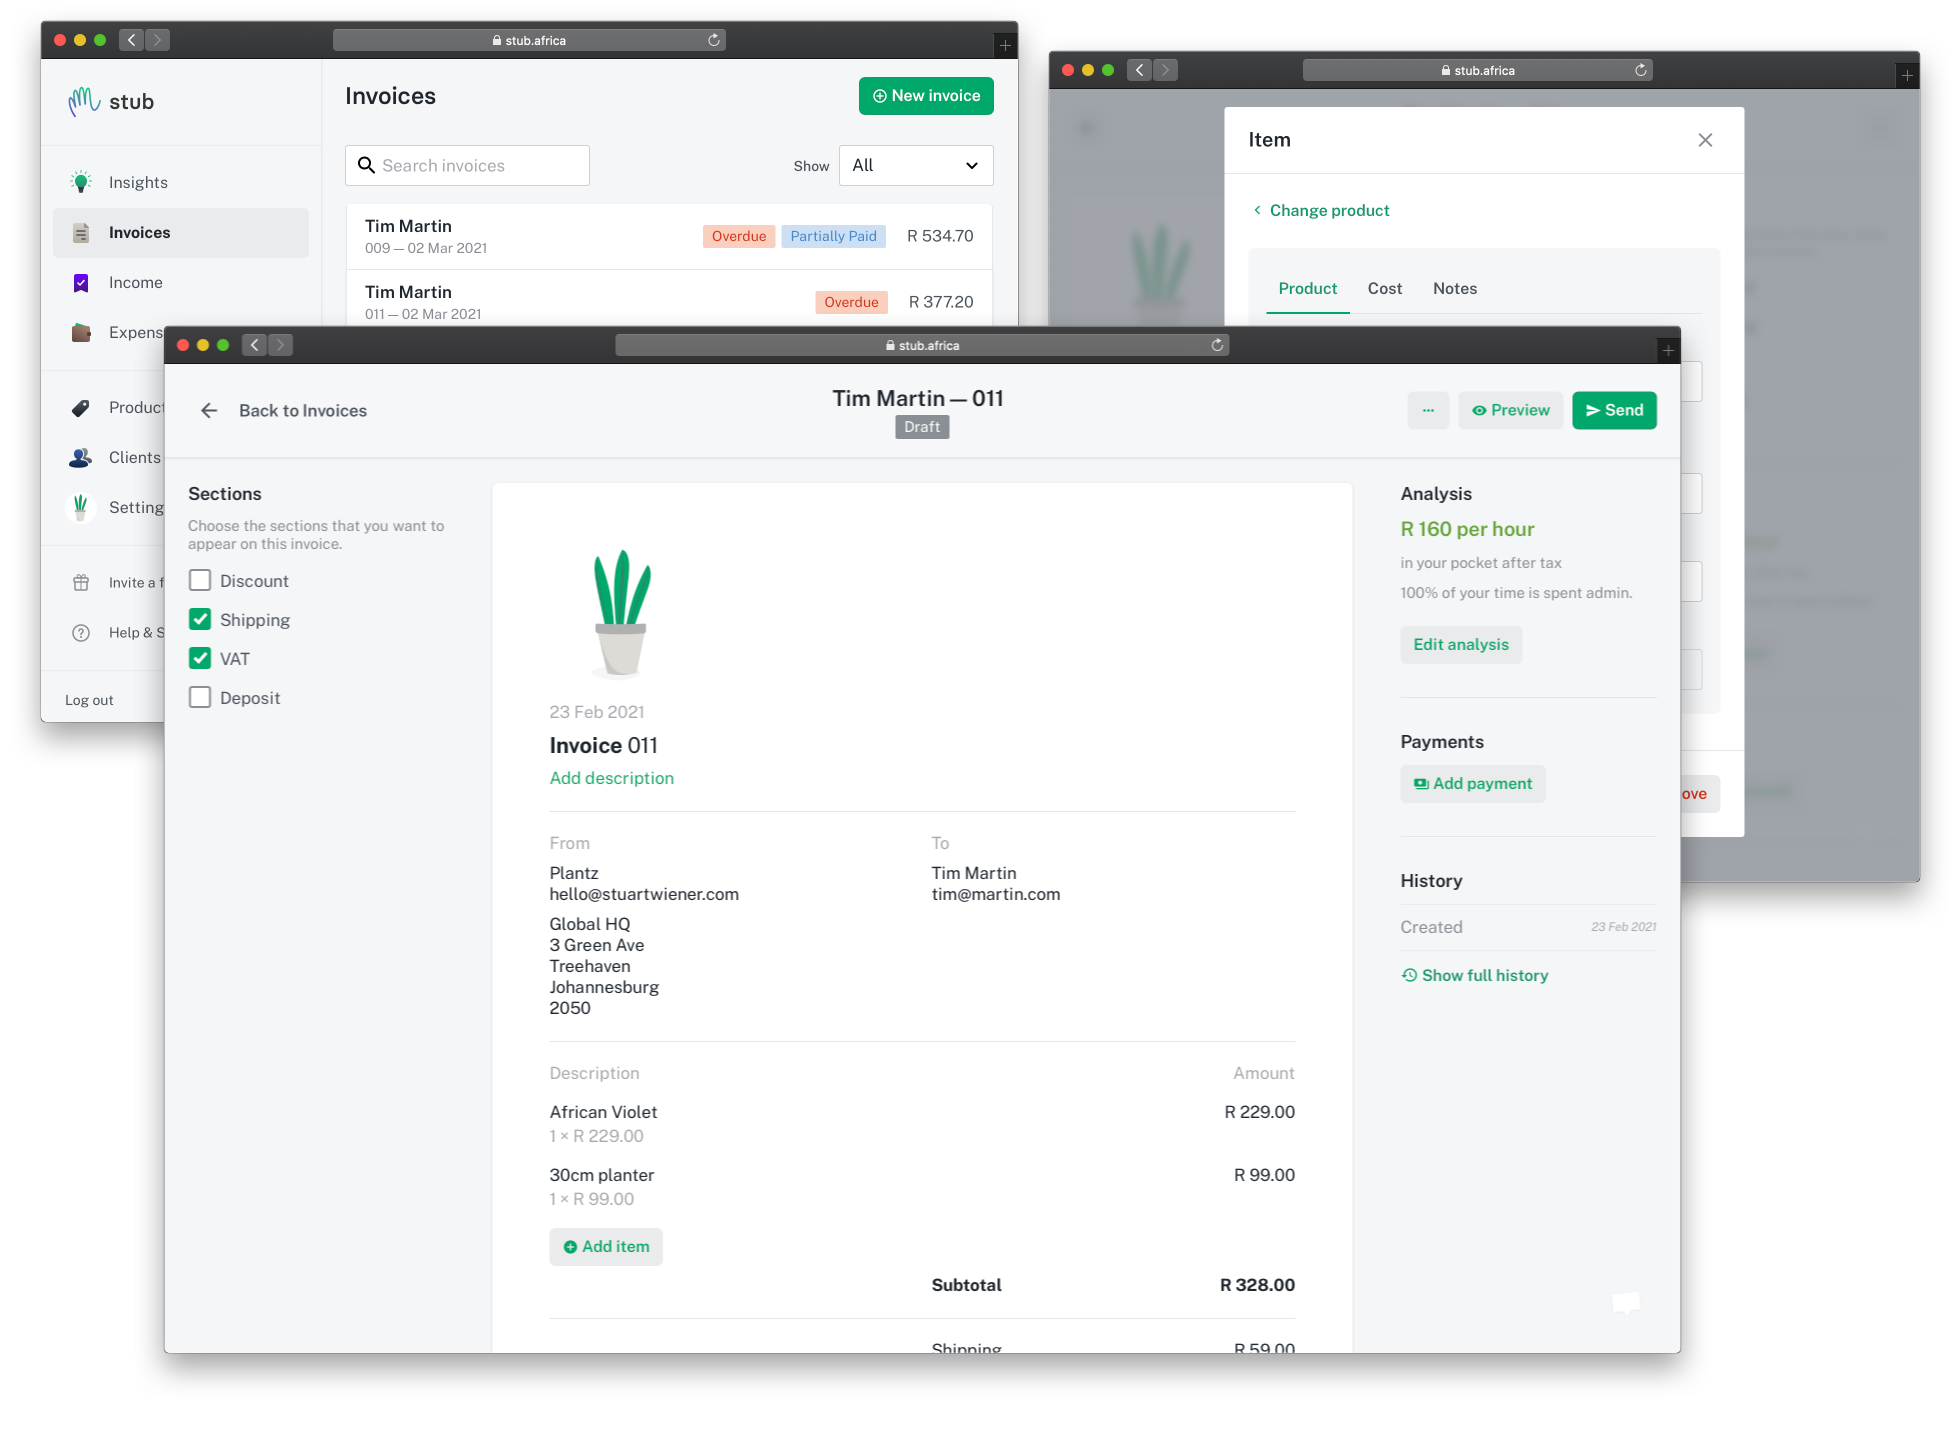 stub.africa
stub
Insights
Invoices
Income
Expens
Product
Clients
Setting
Invite a f
Help & S
Log out
Invoices
New invoice
Search invoices
Show
All
Tim Martin
009 — 02 Mar 2021
Overdue
Partially Paid
R 534.70
Tim Martin
011 — 02 Mar 2021
Overdue
R 377.20
stub.africa
Item
Change product
Product
Cost
Notes
ove
stub.africa
Back to Invoices
Tim Martin — 011
Draft
...
Preview
Send
Sections
Choose the sections that you want to
appear on this invoice.
Discount
Shipping
VAT
Deposit
23 Feb 2021
Invoice 011
Add description
From
Plantz
hello@stuartwiener.com
Global HQ
3 Green Ave
Treehaven
Johannesburg
2050
To
Tim Martin
tim@martin.com
Description
Amount
African Violet
R 229.00
1 × R 229.00
30cm planter
R 99.00
1 × R 99.00
Add item
Subtotal
R 328.00
Shipping
R 59.00
Analysis
R 160 per hour
in your pocket after tax
100% of your time is spent admin.
Edit analysis
Payments
Add payment
History
Created
23 Feb 2021
Show full history